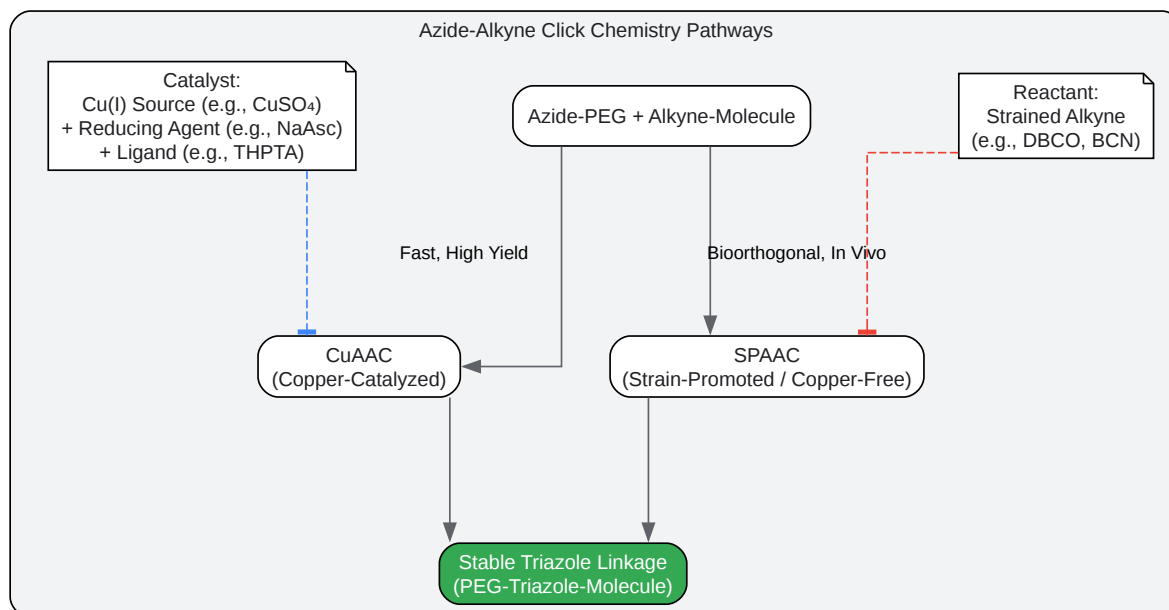 Azide-Alkyne Click Chemistry Pathways
Catalyst:
Cu(I) Source (e.g., CuSO₄)
+ Reducing Agent (e.g., NaAsc)
+ Ligand (e.g., THPTA)
Azide-PEG + Alkyne-Molecule
Reactant:
Strained Alkyne
(e.g., DBCO, BCN)
Fast, High Yield
Bioorthogonal, In Vivo
CuAAC
(Copper-Catalyzed)
SPAAC
(Strain-Promoted / Copper-Free)
Stable Triazole Linkage
(PEG-Triazole-Molecule)